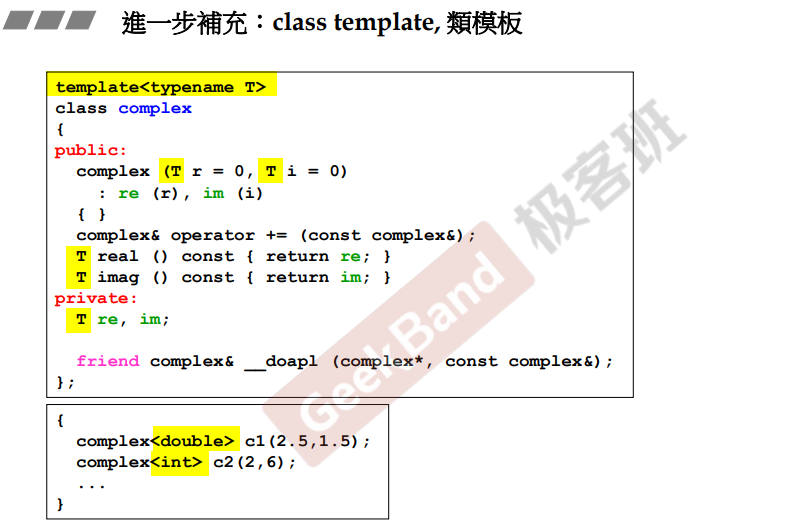 進一步補充：class template, 類模板
template<typename T>
class complex
{
public:
complex (T r = 0, T i = 0)
: re (r), im (i)
{ }
complex& operator += (const complex&);
T real () const { return re; }
T imag () const { return im; }
private:
T re, im;
friend complex& __doapl (complex*, const complex&);
};
{
complex<double> c1(2.5,1.5);
complex<int> c2(2,6);
...
}
GeekBand 极客班